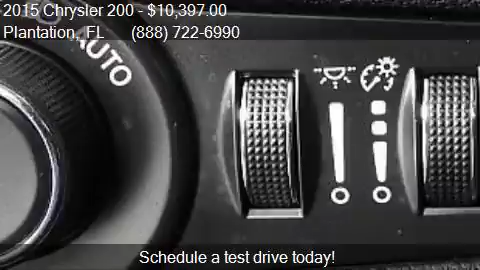 2015 Chrysler 200 - $10,397.00
Plantation, FL (888) 722-6990
AUTO
Schedule a test drive today!